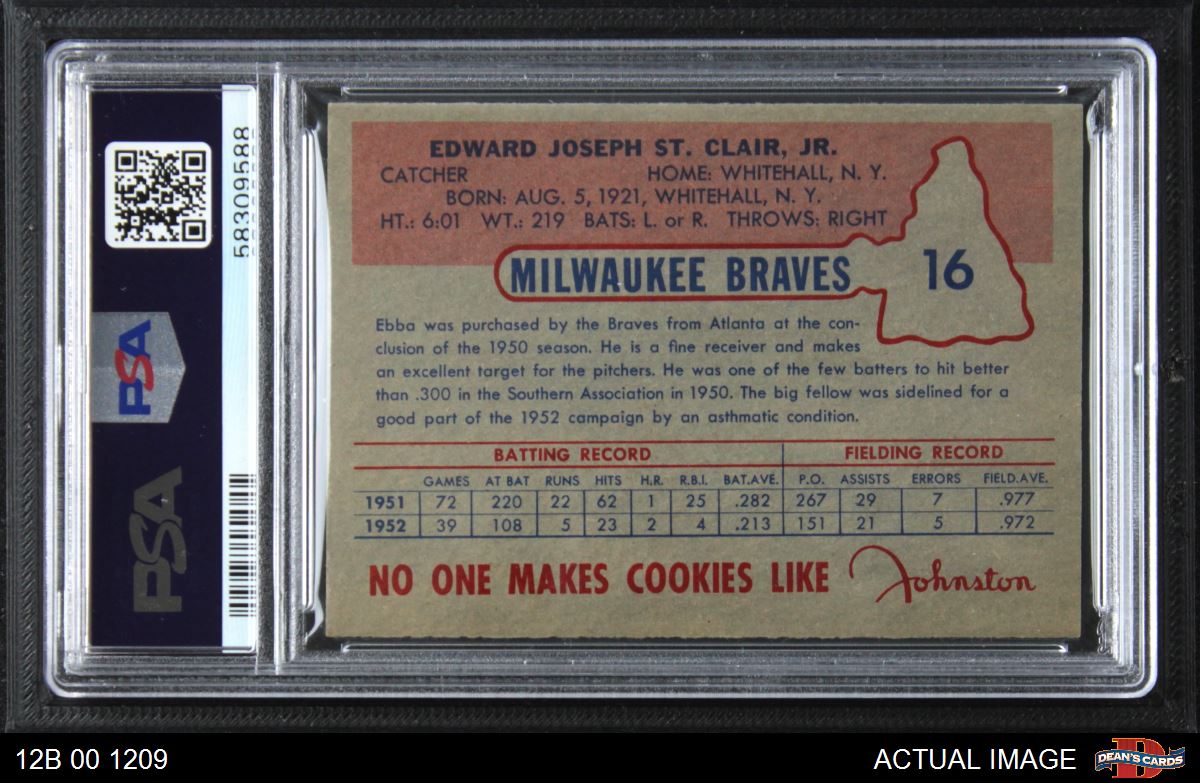 58309588
PSA
PSA
EDWARD JOSEPH ST. CLAIR, JR.
CATCHER HOME: WHITEHALL, N. Y.
BORN: AUG. 5, 1921, WHITEHALL, N. Y.
HT.: 6:01 WT.: 219 BATS: L. or R. THROWS: RIGHT
MILWAUKEE BRAVES 16
Ebba was purchased by the Braves from Atlanta at the con-
clusion of the 1950 season. He is a fine receiver and makes
an excellent target for the pitchers. He was one of the few batters to hit better
than .300 in the Southern Association in 1950. The big fellow was sidelined for a
good part of the 1952 campaign by an asthmatic condition.
BATTING RECORD FIELDING RECORD
GAMES AT BAT RUNS HITS H.R. R.B.I. BAT.AVE. P.O. ASSISTS ERRORS FIELD.AVE.
1951 72 220 22 62 1 25 .282 267 29 7 .977
1952 39 108 5 23 2 4 .213 151 21 5 .972
NO ONE MAKES COOKIES LIKE Johnston
12B 00 1209 ACTUAL IMAGE DEAN'S CARDS